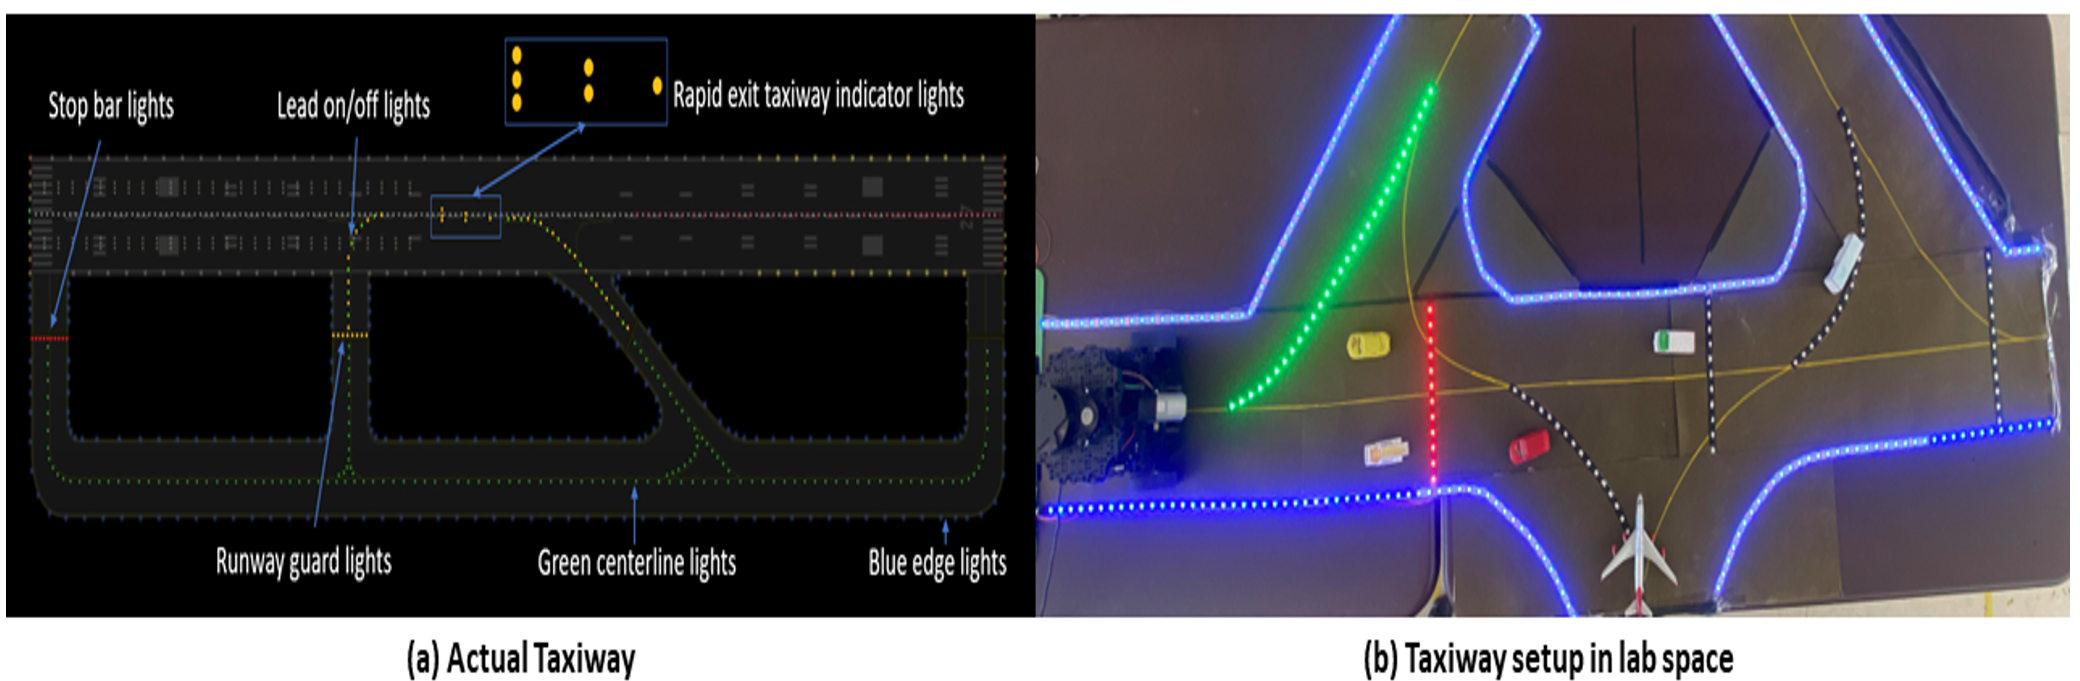 Stop bar lights
Lead on/off lights
Rapid exit taxiway indicator lights
27
Runway guard lights
Green centerline lights
Blue edge lights
(a) Actual Taxiway
(b) Taxiway setup in lab space